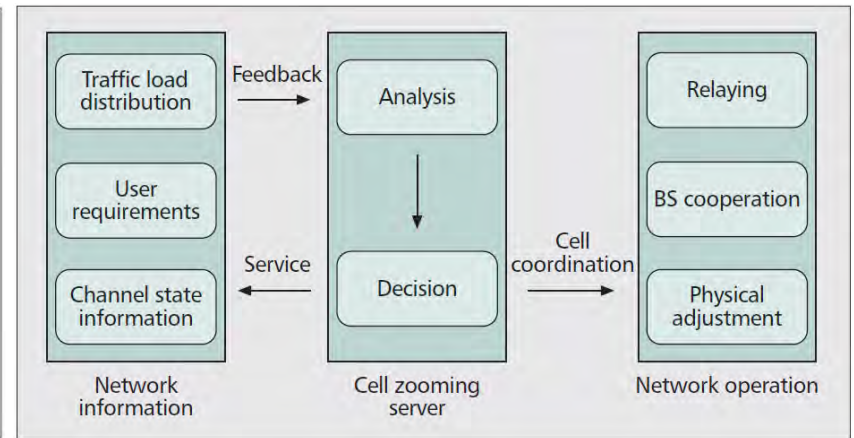 Traffic load
distribution
User
requirements
Channel state
information
Network
information
Feedback
Service
Analysis
Decision
Cell zooming
server
Cell
coordination
Relaying
BS cooperation
Physical
adjustment
Network operation